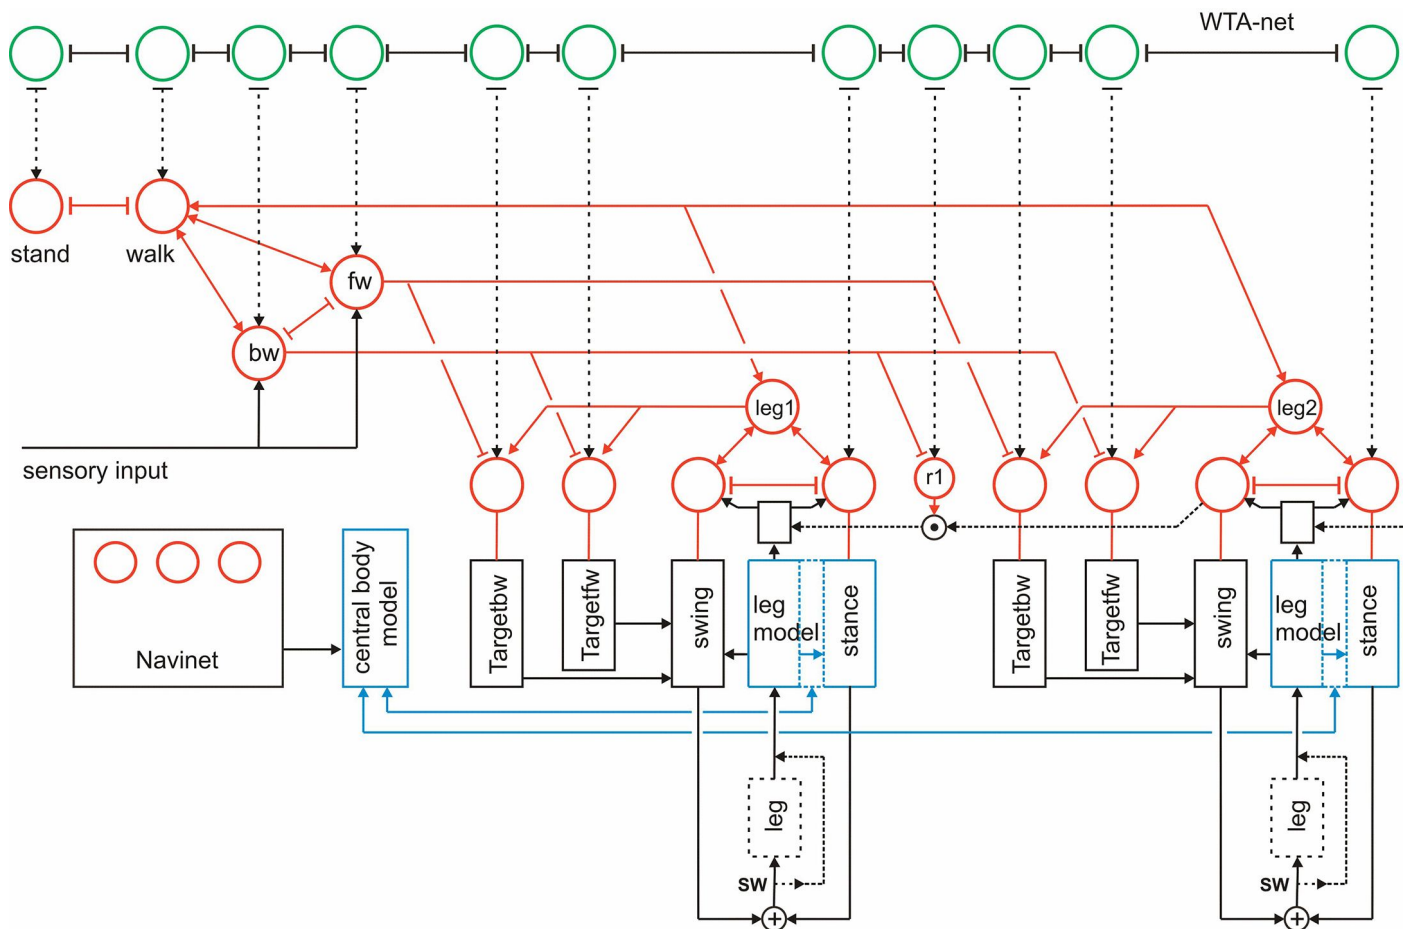 WTA-net
stand
walk
fw
bw
leg1
leg2
sensory input
r1
Navinet
central body
model
Targetbw
Targetfw
swing
leg
model
stance
Targetbw
Targetfw
swing
leg
model
stance
leg
leg
sw
sw
+
+